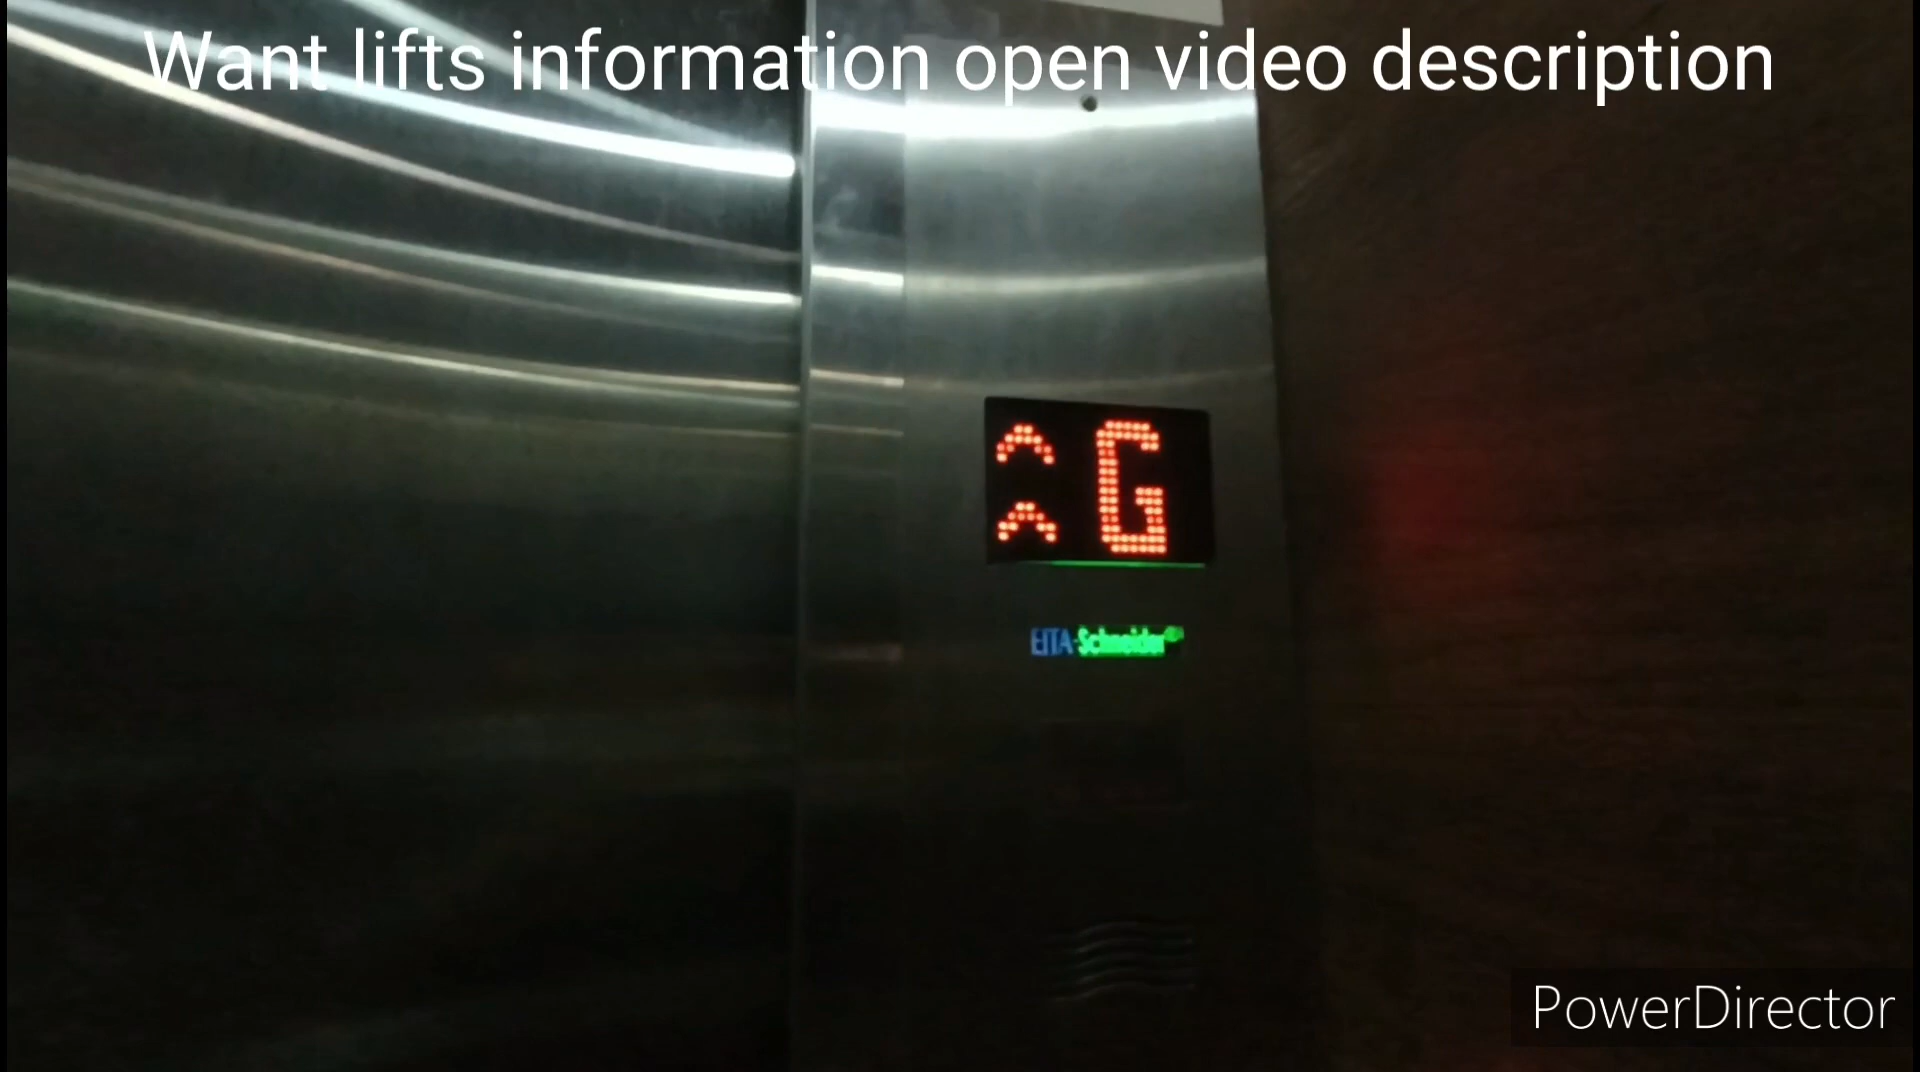 Want lifts information open video description
G
EITA-Schneider
PowerDirector